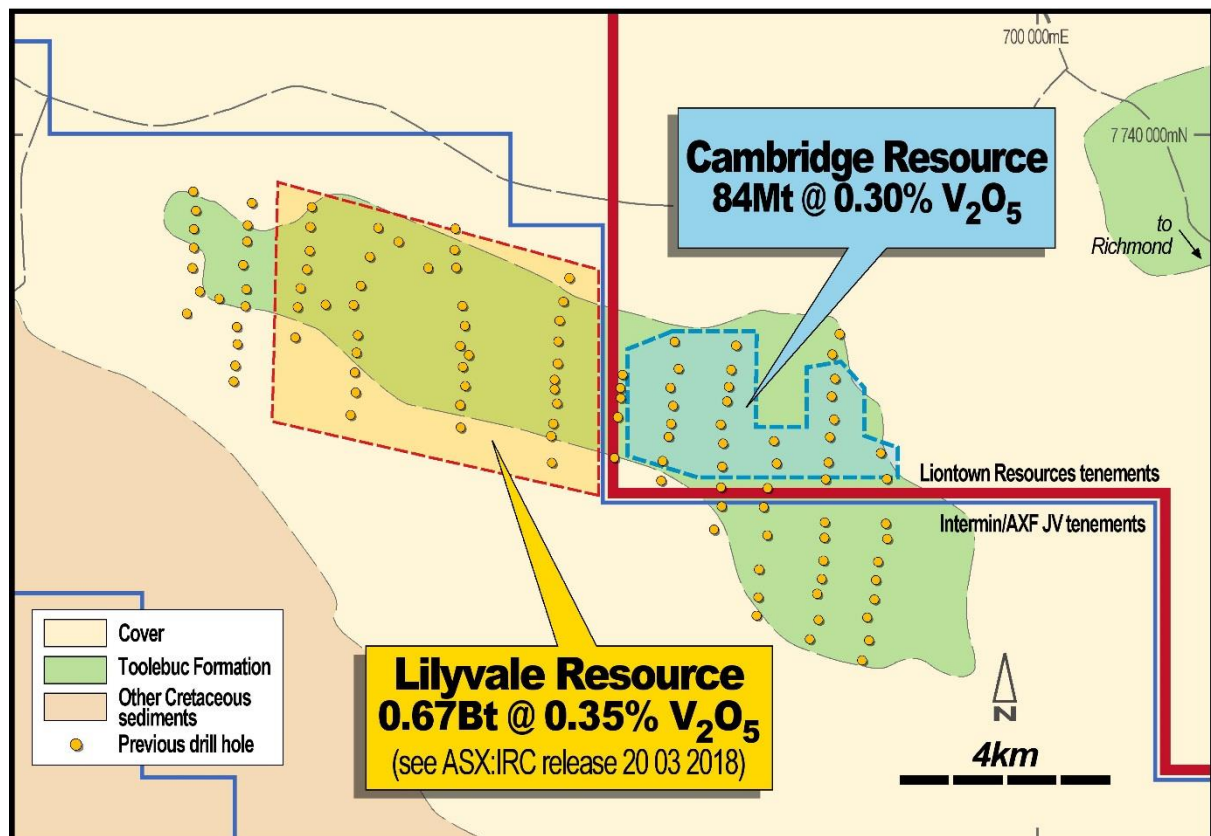 700 000mE
7 740 000mN
Cambridge Resource
84Mt @ 0.30% V₂O₅
to
Richmond
Liontown Resources tenements
Intermin/AXF JV tenements
Cover
Toolebuc Formation
Other Cretaceous
sediments
Previous drill hole
Lilyvale Resource
0.67Bt @ 0.35% V₂O₅
(see ASX:IRC release 20 03 2018)
N
4km